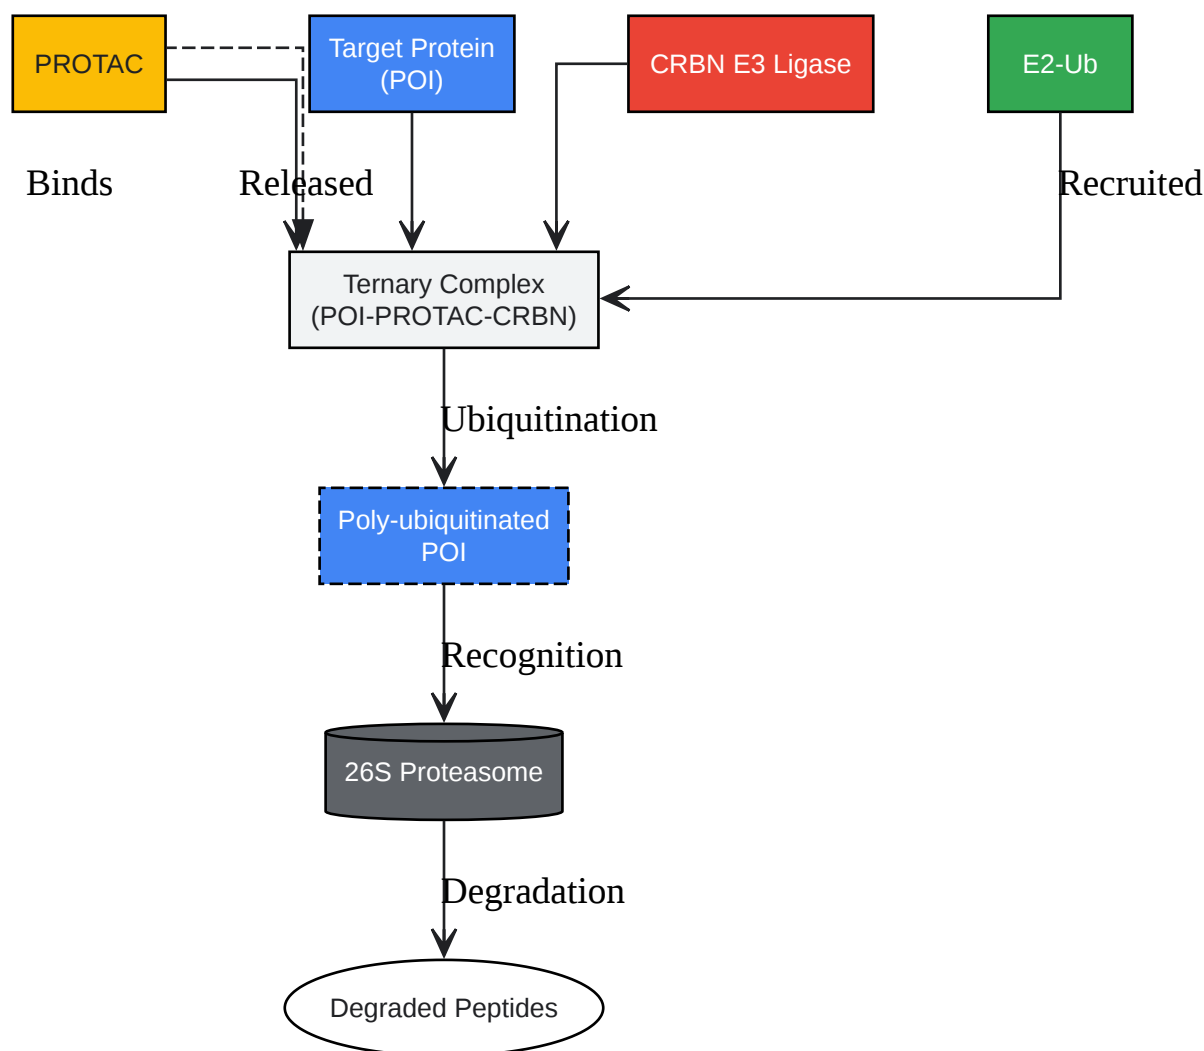 PROTAC
Target Protein
(POI)
CRBN E3 Ligase
E2-Ub
Binds
Released
Recruited
Ternary Complex
(POI-PROTAC-CRBN)
Ubiquitination
Poly-ubiquitinated
POI
Recognition
26S Proteasome
Degradation
Degraded Peptides